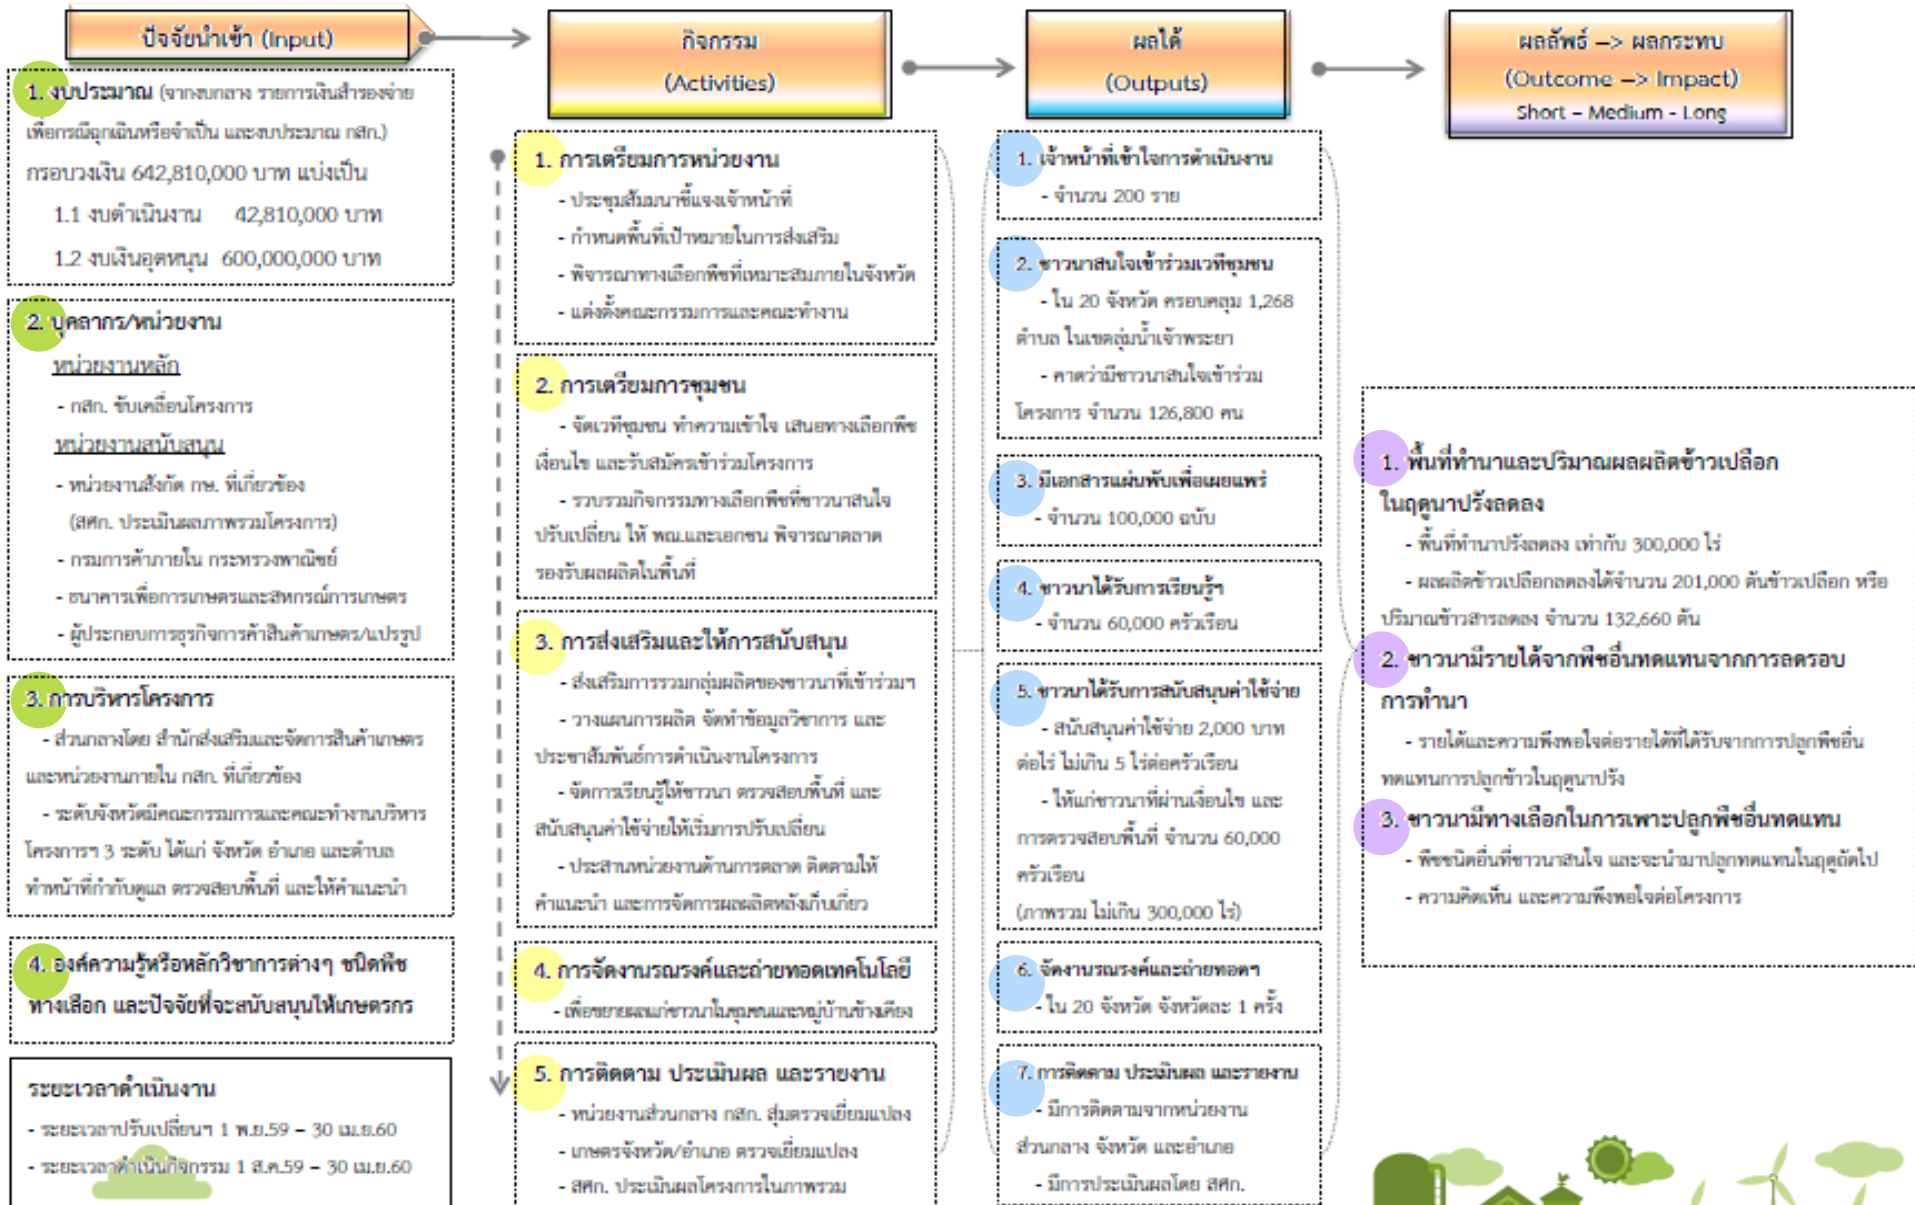 ปัจจัยนำเข้า (Input)
1. งบประมาณ (จากงบกลาง รายการเงินสำรองจ่าย
เพื่อกรณีฉุกเฉินหรือจำเป็น และงบประมาณ กสก.)
กรอบวงเงิน 642,810,000 บาท แบ่งเป็น
1.1 งบดำเนินงาน 42,810,000 บาท
1.2 งบเงินอุดหนุน 600,000,000 บาท
2. บุคลากร/หน่วยงาน
หน่วยงานหลัก
- กสก. ขับเคลื่อนโครงการ
หน่วยงานสนับสนุน
- หน่วยงานสังกัด กษ. ที่เกี่ยวข้อง
(สศก. ประเมินผลภาพรวมโครงการ)
- กรมการค้าภายใน กระทรวงพาณิชย์
- ธนาคารเพื่อการเกษตรและสหกรณ์การเกษตร
- ผู้ประกอบการธุรกิจการค้าสินค้าเกษตร/แปรรูป
3. การบริหารโครงการ
- ส่วนกลางโดย สำนักส่งเสริมและจัดการสินค้าเกษตร
และหน่วยงานภายใน กสก. ที่เกี่ยวข้อง
- ระดับจังหวัดมีคณะกรรมการและคณะทำงานบริหาร
โครงการฯ 3 ระดับ ได้แก่ จังหวัด อำเภอ และตำบล
ทำหน้าที่กำกับดูแล ตรวจสอบพื้นที่ และให้คำแนะนำ
4. องค์ความรู้หรือหลักวิชาการต่างๆ ชนิดพืช
ทางเลือก และปัจจัยที่จะสนับสนุนให้เกษตรกร
ระยะเวลาดำเนินงาน
- ระยะเวลาปรับเปลี่ยนฯ 1 พ.ย.59 – 30 เม.ย.60
- ระยะเวลาดำเนินกิจกรรม 1 ส.ค.59 – 30 เม.ย.60
กิจกรรม
(Activities)
1. การเตรียมการหน่วยงาน
- ประชุมสัมมนาชี้แจงเจ้าหน้าที่
- กำหนดพื้นที่เป้าหมายในการส่งเสริม
- พิจารณาทางเลือกพืชที่เหมาะสมภายในจังหวัด
- แต่งตั้งคณะกรรมการและคณะทำงาน
2. การเตรียมการชุมชน
- จัดเวทีชุมชน ทำความเข้าใจ เสนอทางเลือกพืช
เงื่อนไข และรับสมัครเข้าร่วมโครงการ
- รวบรวมกิจกรรมทางเลือกพืชที่ชาวนาสนใจ
ปรับเปลี่ยน ให้ พณ.และเอกชน พิจารณาตลาด
รองรับผลผลิตในพื้นที่
3. การส่งเสริมและให้การสนับสนุน
- ส่งเสริมการรวมกลุ่มผลิตของชาวนาที่เข้าร่วมฯ
- วางแผนการผลิต จัดทำข้อมูลวิชาการ และ
ประชาสัมพันธ์การดำเนินงานโครงการ
- จัดการเรียนรู้ให้ชาวนา ตรวจสอบพื้นที่ และ
สนับสนุนค่าใช้จ่ายให้เริ่มการปรับเปลี่ยน
- ประสานหน่วยงานด้านการตลาด ติดตามให้
คำแนะนำ และการจัดการผลผลิตหลังเก็บเกี่ยว
4. การจัดงานรณรงค์และถ่ายทอดเทคโนโลยี
- เพื่อขยายผลแก่ชาวนาในชุมชนและหมู่บ้านข้างเคียง
5. การติดตาม ประเมินผล และรายงาน
- หน่วยงานส่วนกลาง กสก. สุ่มตรวจเยี่ยมแปลง
- เกษตรจังหวัด/อำเภอ ตรวจเยี่ยมแปลง
- สศก. ประเมินผลโครงการในภาพรวม
ผลได้
(Outputs)
1. เจ้าหน้าที่เข้าใจการดำเนินงาน
- จำนวน 200 ราย
2. ชาวนาสนใจเข้าร่วมเวทีชุมชน
- ใน 20 จังหวัด ครอบคลุม 1,268
ตำบล ในเขตลุ่มน้ำเจ้าพระยา
- คาดว่ามีชาวนาสนใจเข้าร่วม
โครงการ จำนวน 126,800 คน
3. มีเอกสารแผ่นพับเพื่อเผยแพร่
- จำนวน 100,000 ฉบับ
4. ชาวนาได้รับการเรียนรู้ฯ
- จำนวน 60,000 ครัวเรือน
5. ชาวนาได้รับการสนับสนุนค่าใช้จ่าย
- สนับสนุนค่าใช้จ่าย 2,000 บาท
ต่อไร่ ไม่เกิน 5 ไร่ต่อครัวเรือน
- ให้แก่ชาวนาที่ผ่านเงื่อนไข และ
การตรวจสอบพื้นที่ จำนวน 60,000
ครัวเรือน
(ภาพรวม ไม่เกิน 300,000 ไร่)
6. จัดงานรณรงค์และถ่ายทอดฯ
- ใน 20 จังหวัด จังหวัดละ 1 ครั้ง
7. การติดตาม ประเมินผล และรายงาน
- มีการติดตามจากหน่วยงาน
ส่วนกลาง จังหวัด และอำเภอ
- มีการประเมินผลโดย สศก.
ผลลัพธ์ –> ผลกระทบ
(Outcome –> Impact)
Short – Medium - Long
1. พื้นที่ทำนาและปริมาณผลผลิตข้าวเปลือก
ในฤดูนาปรังลดลง
- พื้นที่ทำนาปรังลดลง เท่ากับ 300,000 ไร่
- ผลผลิตข้าวเปลือกลดลงได้จำนวน 201,000 ตันข้าวเปลือก หรือ
ปริมาณข้าวสารลดลง จำนวน 132,660 ตัน
2. ชาวนามีรายได้จากพืชอื่นทดแทนจากการลดรอบ
การทำนา
- รายได้และความพึงพอใจต่อรายได้ที่ได้รับจากการปลูกพืชอื่น
ทดแทนการปลูกข้าวในฤดูนาปรัง
3. ชาวนามีทางเลือกในการเพาะปลูกพืชอื่นทดแทน
- พืชชนิดอื่นที่ชาวนาสนใจ และจะนำมาปลูกทดแทนในฤดูถัดไป
- ความคิดเห็น และความพึงพอใจต่อโครงการ